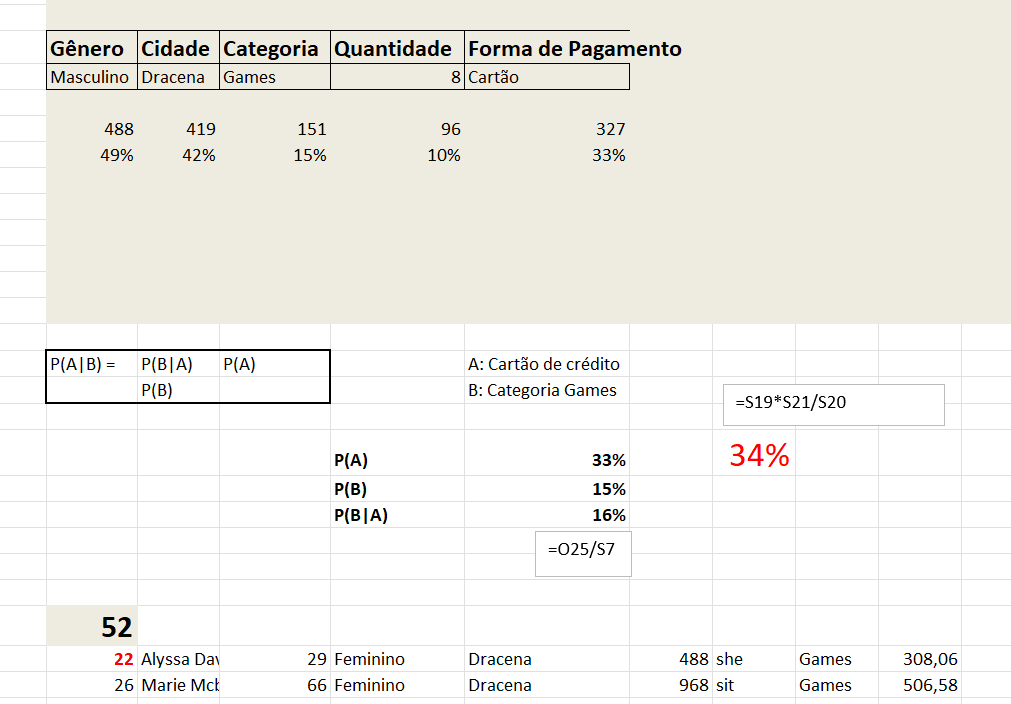 Gênero Cidade Categoria Quantidade Forma de Pagamento
Masculino Dracena Games 8 Cartão
488 419 151 96 327
49% 42% 15% 10% 33%
P(A|B) = P(B|A) P(A) A: Cartão de crédito
P(B) B: Categoria Games
=S19*S21/S20
P(A) 33% 34%
P(B) 15%
P(B|A) 16%
=O25/S7
52
22 Alyssa Dav 29 Feminino Dracena 488 she Games 308,06
26 Marie Mcb 66 Feminino Dracena 968 sit Games 506,58